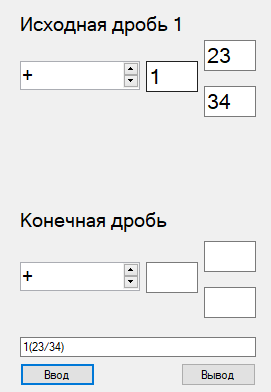 Исходная дробь 1
23
+ 1
34
Конечная дробь
+
1(23/34)
Ввод Вывод